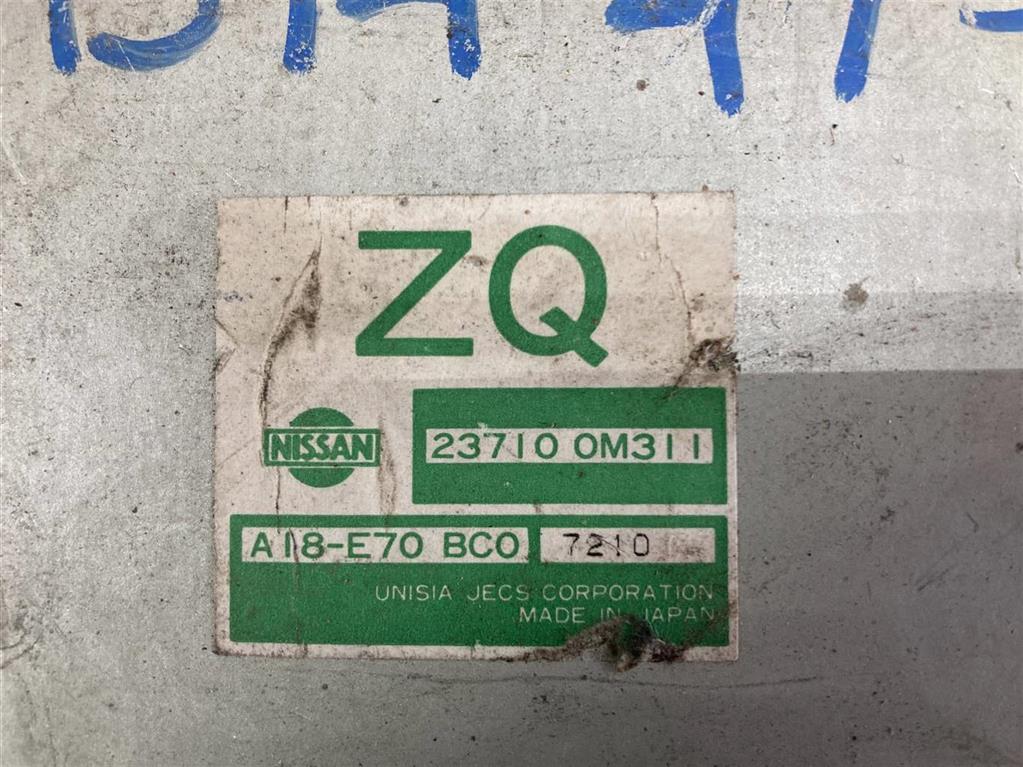 ZQ
NISSAN
23710 0M311
A18-E70 BC0
7210
UNISIA JECS CORPORATION
MADE IN JAPAN